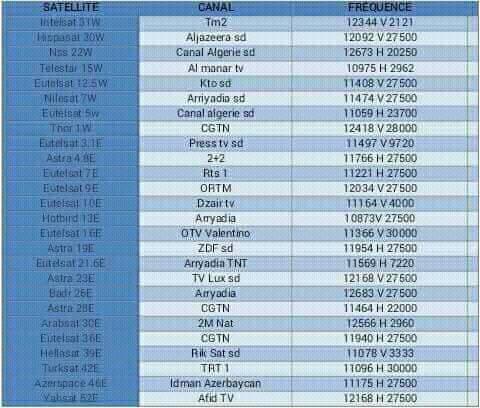 SATELLITE CANAL FRÉQUENCE
Intelsat 31W Tm2 12344 V 2121
Hispasat 30W Aljazeera sd 12092 V 27500
Nss 22W Canal Algerie sd 12673 H 20250
Telestar 15W Al manar tv 10975 H 2962
Eutelsat 12.5W Kto sd 11408 V 27500
Nilesat 7W Arriyadia sd 11474 V 27500
Eutelsat 5w Canal algerie sd 11059 H 23700
Thor 1W CGTN 12418 V 28000
Eutelsat 3.1E Press tv sd 11497 V 9720
Astra 4.8E 2+2 11766 H 27500
Eutelsat 7E Rts 1 11221 H 27500
Eutelsat 9E ORTM 12034 V 27500
Eutelsat 10E Dzair tv 11164 V 4000
Hotbird 13E Arryadia 10873V 27500
Eutelsat 16E OTV Valentino 11366 V 30000
Astra 19E ZDF sd 11954 H 27500
Eutelsat 21.6E Arryadia TNT 11569 H 7220
Astra 23E TV Lux sd 12168 V 27500
Badr 26E Arryadia 12683 V 27500
Astra 28E CGTN 11464 H 22000
Arabsat 30E 2M Nat 12566 H 2960
Eutelsat 36E CGTN 11940 H 27500
Hellasat 39E Rik Sat sd 11078 V 3333
Turksat 42E TRT 1 11096 H 30000
Azerspace 46E Idman Azerbaycan 11175 H 27500
Yahsat 52E Afid TV 12168 H 27500